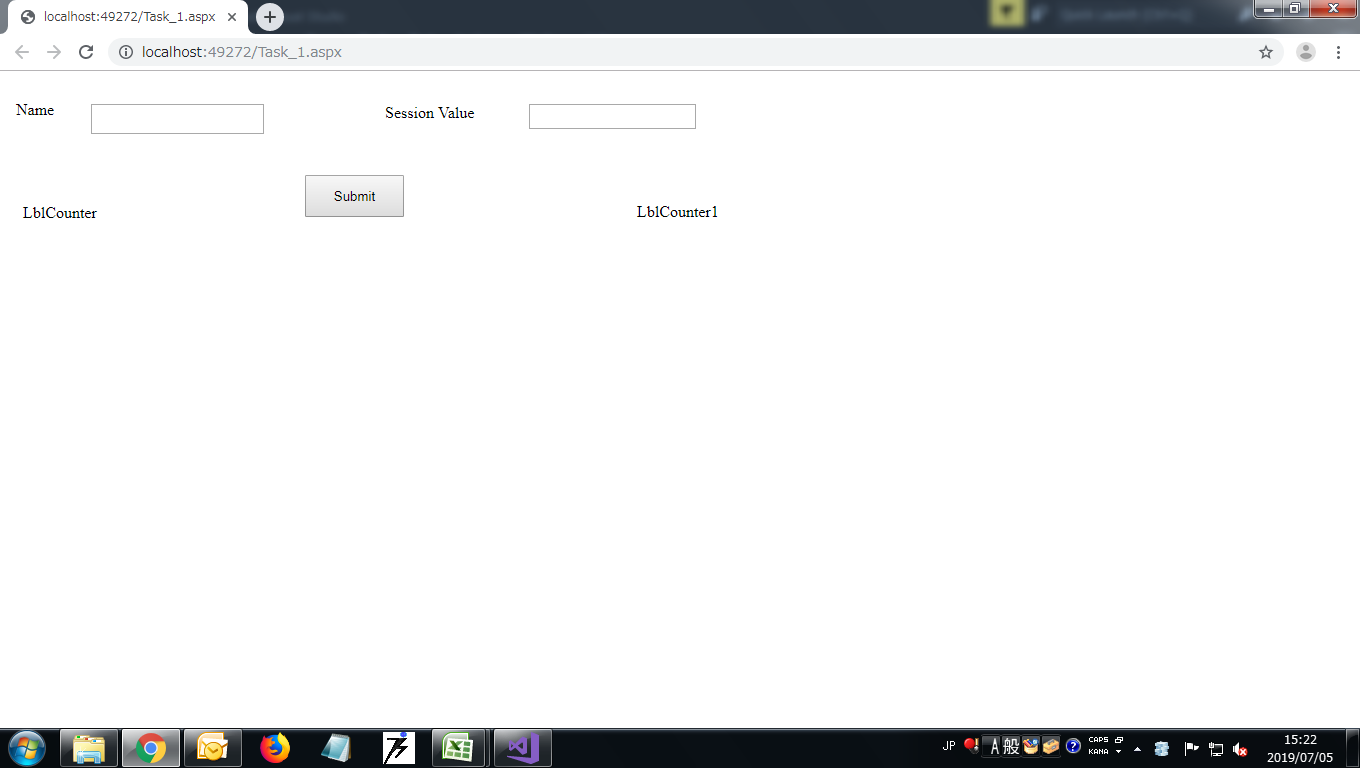 localhost:49272/Task_1.aspx
localhost:49272/Task_1.aspx
Name
Session Value
Submit
LblCounter
LblCounter1
JP
A 般
CAPS
KANA
15:22
2019/07/05